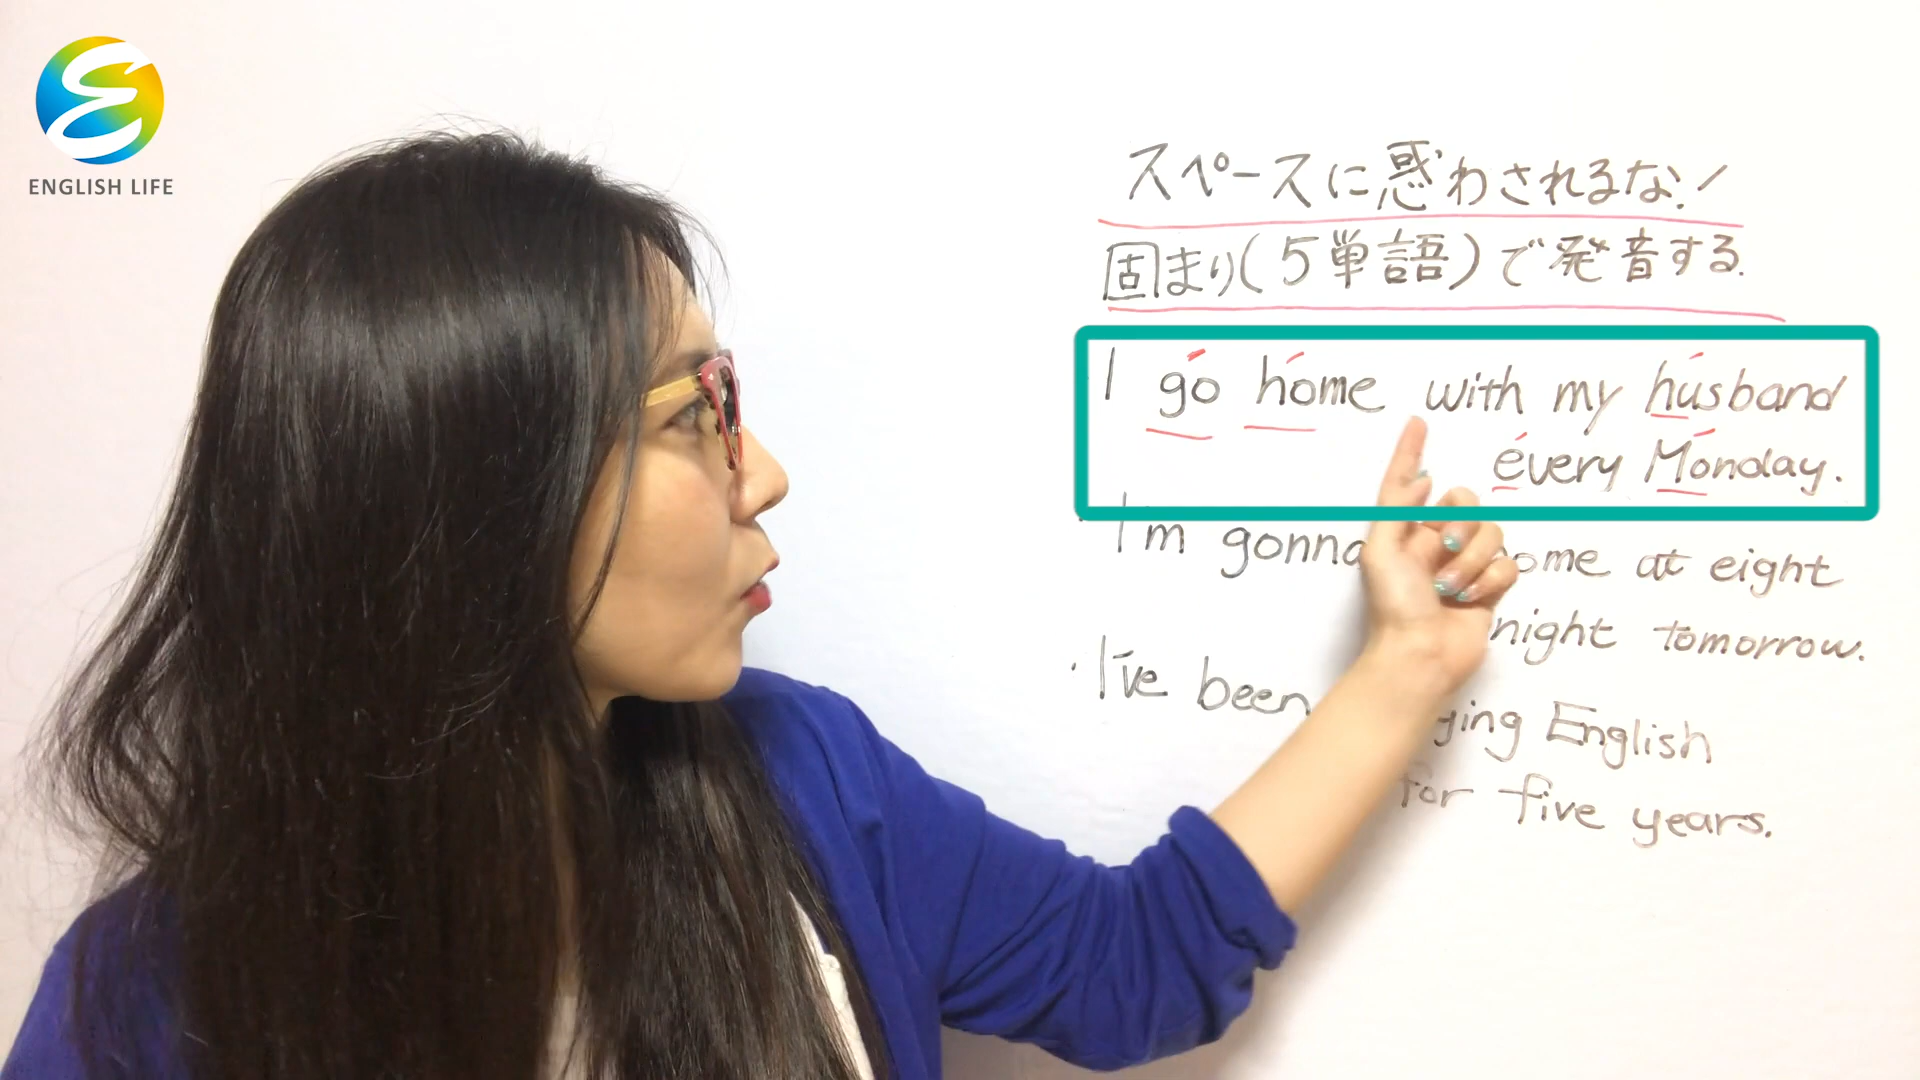 ENGLISH LIFE
スペースに惑わされるな!
固まり(5単語)で発音する.
I go home with my husband
every Monday.
I'm gonna at eight
night tomorrow.
・I've been English
for five years.